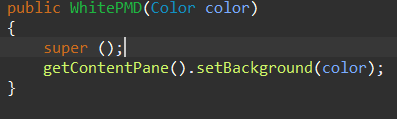 public WhitePMD(Color color)
{
    super ();
    getContentPane().setBackground(color);
}